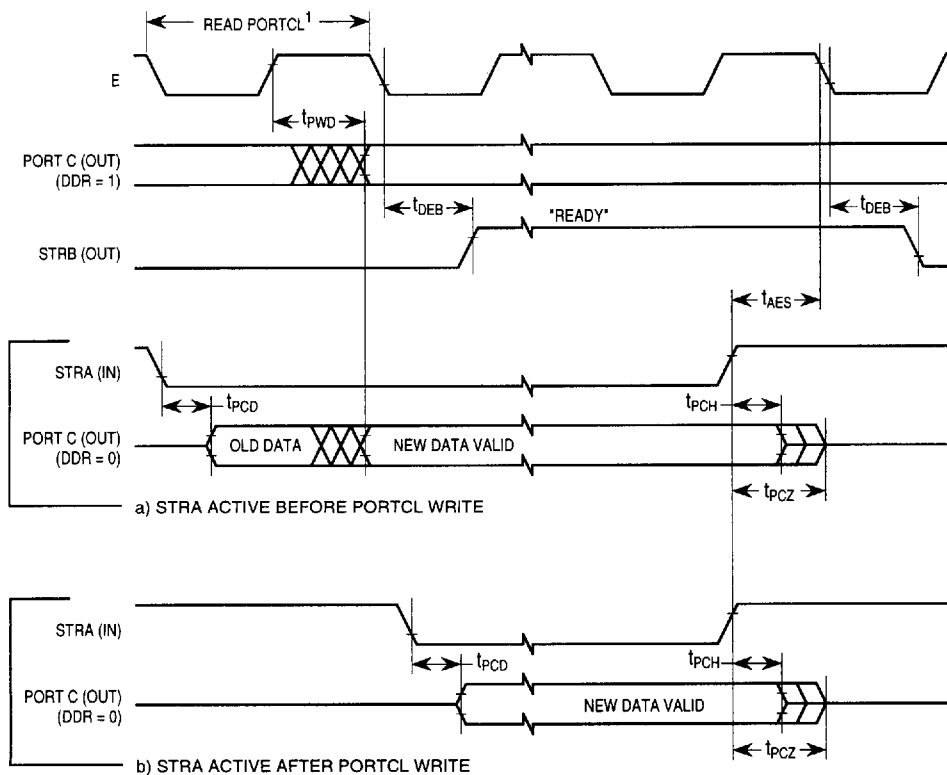 READ PORTCL1
E
tPWD
PORT C (OUT)
(DDR = 1)
tDEB
"READY"
tDEB
STRB (OUT)
tAES
STRA (IN)
tPCD
tPCH
PORT C (OUT)
(DDR = 0)
OLD DATA
NEW DATA VALID
tPCZ
a) STRA ACTIVE BEFORE PORTCL WRITE
STRA (IN)
tPCD
tPCH
PORT C (OUT)
(DDR = 0)
NEW DATA VALID
tPCZ
b) STRA ACTIVE AFTER PORTCL WRITE